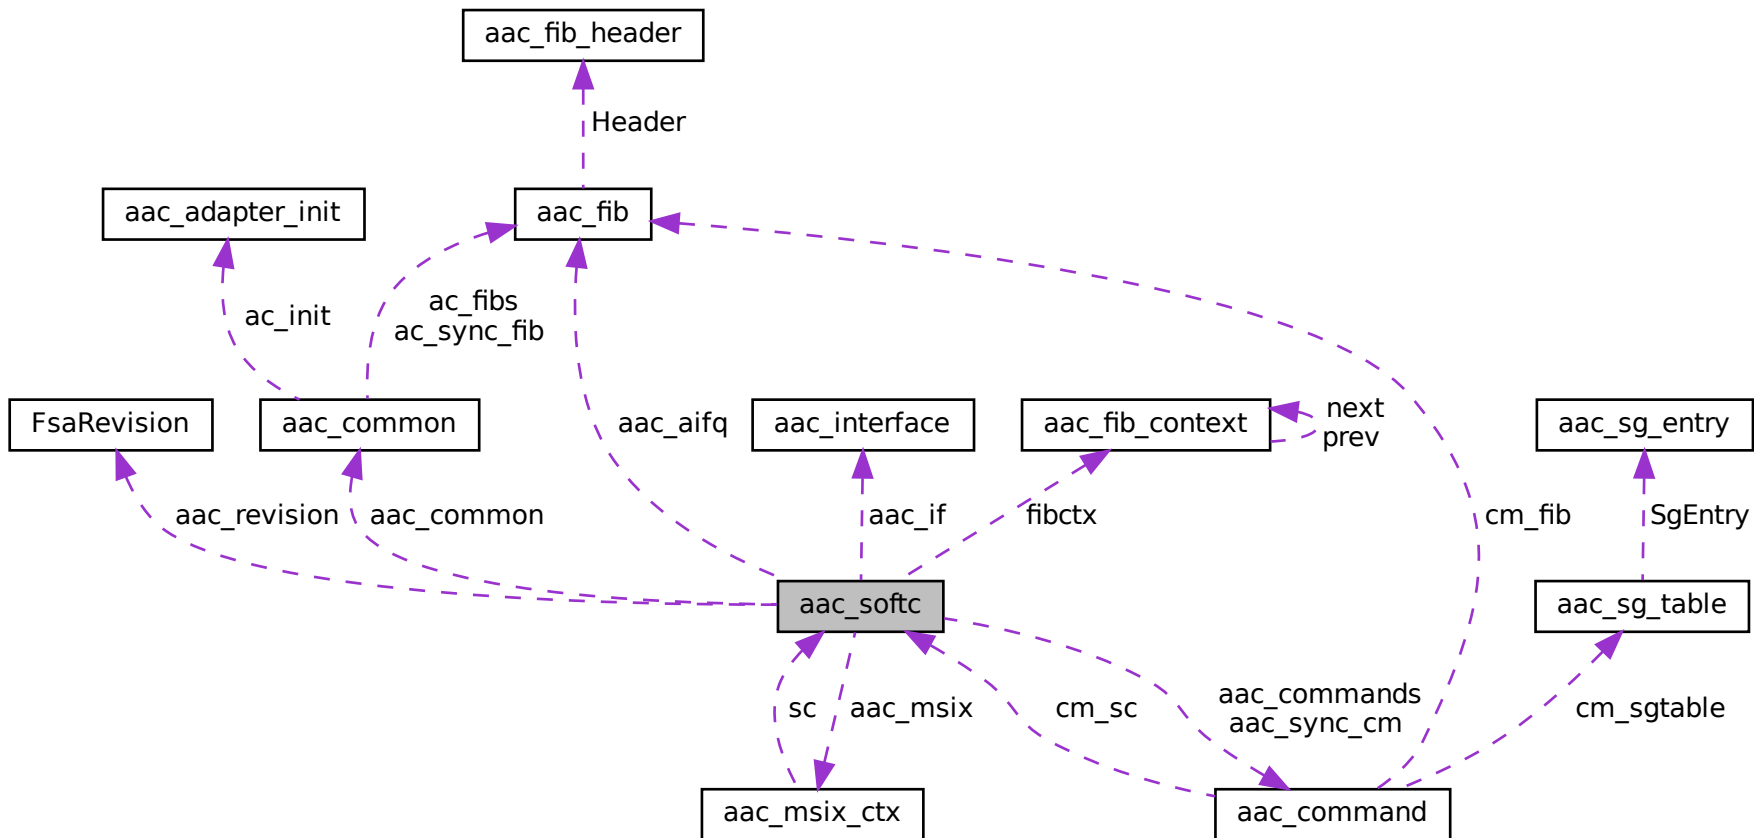 aac_fib_header
Header
aac_adapter_init
aac_fib
ac_init
ac_fibs
ac_sync_fib
FsaRevision
aac_common
aac_aifq
aac_interface
aac_fib_context
next
prev
aac_sg_entry
aac_revision
aac_common
aac_if
fibctx
cm_fib
SgEntry
aac_softc
aac_sg_table
sc
aac_msix
cm_sc
aac_commands
aac_sync_cm
cm_sgtable
aac_msix_ctx
aac_command